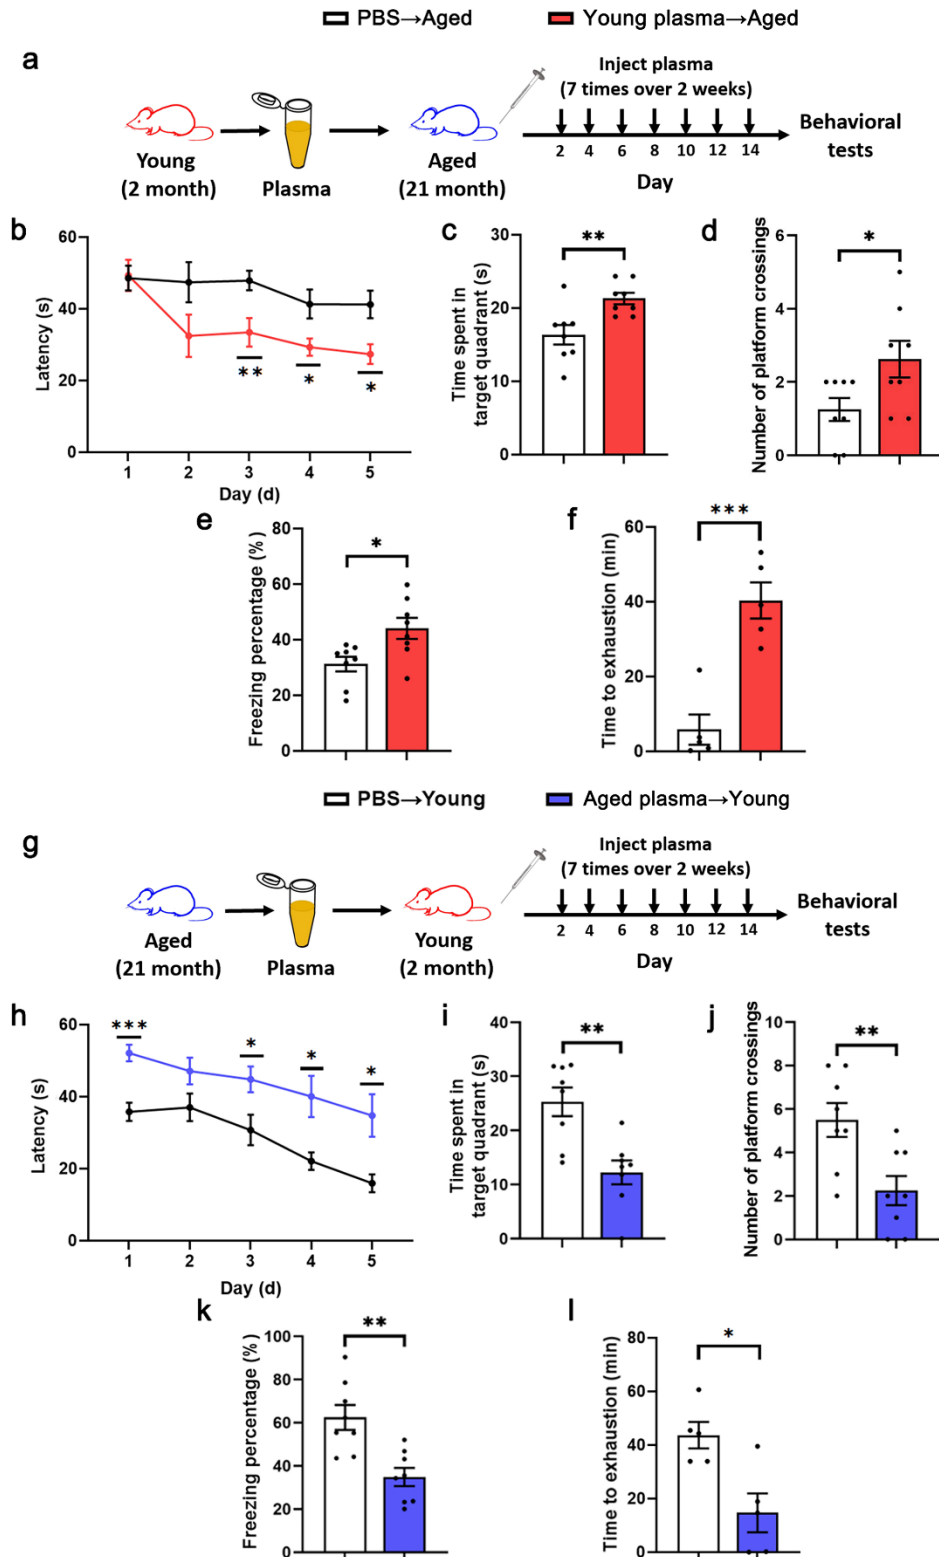 PBS→Aged
Young plasma→Aged
a
Inject plasma
(7 times over 2 weeks)
Young
(2 month)
Plasma
Aged
(21 month)
2 4 6 8 10 12 14
Day
Behavioral
tests
b
Latency (s)
60
40
20
0
** * *
1 2 3 4 5
Day (d)
c
Time spent in
target quadrant (s)
30
20
10
0
**
d
Number of platform crossings
6
4
2
0
*
e
Freezing percentage (%)
80
60
40
20
0
*
f
Time to exhaustion (min)
60
40
20
0
***
PBS→Young
Aged plasma→Young
g
Inject plasma
(7 times over 2 weeks)
Aged
(21 month)
Plasma
Young
(2 month)
2 4 6 8 10 12 14
Day
Behavioral
tests
h
Latency (s)
60
40
20
0
*** * * *
1 2 3 4 5
Day (d)
i
Time spent in
target quadrant (s)
40
30
20
10
0
**
j
Number of platform crossings
10
8
6
4
2
0
**
k
Freezing percentage (%)
100
80
60
40
20
0
**
l
Time to exhaustion (min)
80
60
40
20
0
*